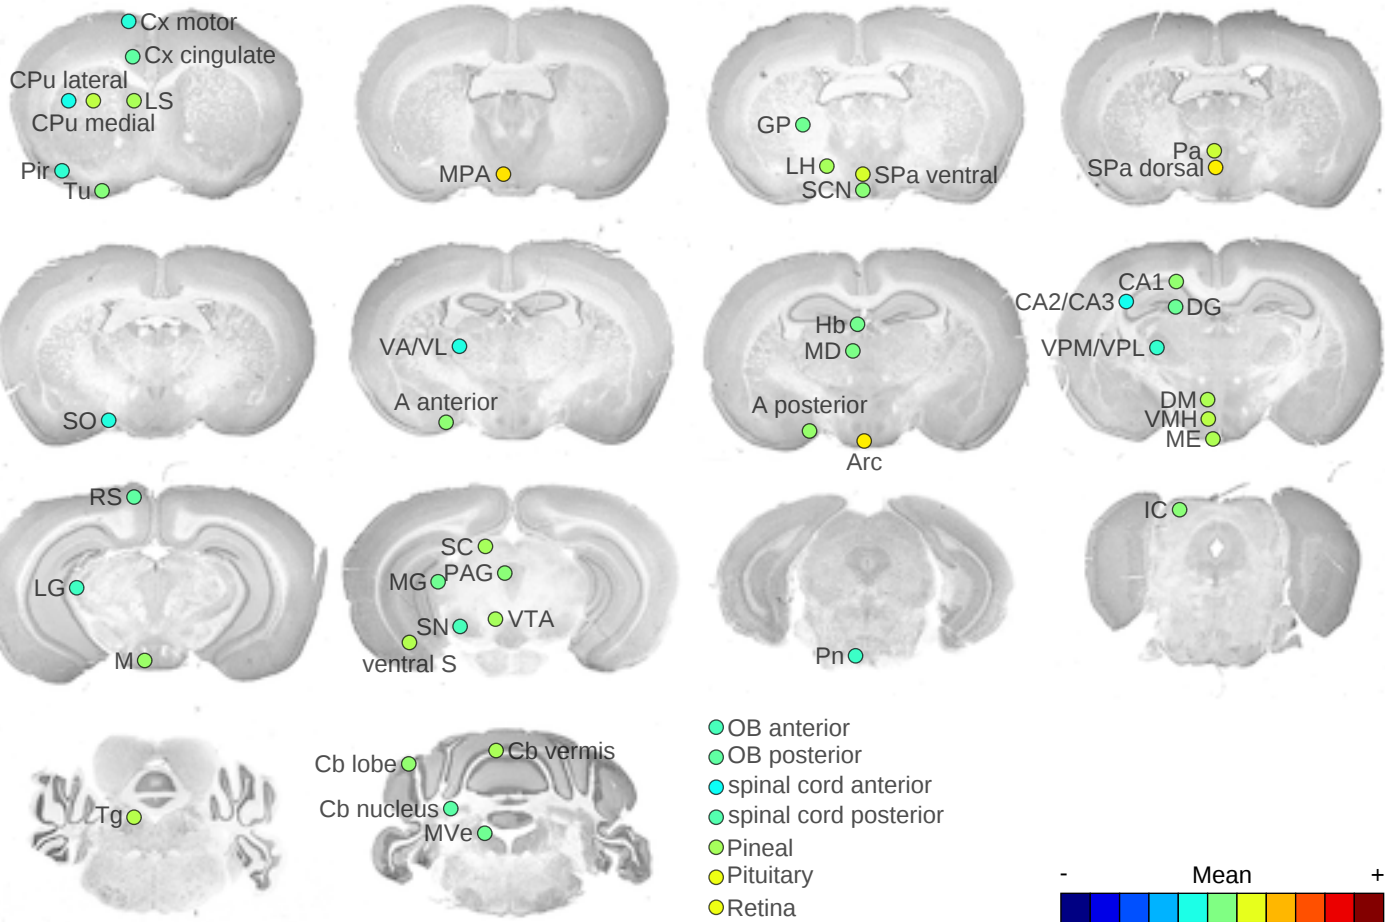 Cx motor
Cx cingulate
CPu lateral
LS
CPu medial
Pir
Tu
MPA
GP
LH
SPa ventral
SCN
Pa
SPa dorsal
SO
VA/VL
A anterior
Hb
MD
A posterior
Arc
CA1
CA2/CA3
DG
VPM/VPL
DM
VMH
ME
RS
LG
M
SC
MG
PAG
SN
VTA
ventral S
Pn
IC
Tg
Cb lobe
Cb vermis
Cb nucleus
MVe
OB anterior
OB posterior
spinal cord anterior
spinal cord posterior
Pineal
Pituitary
Retina
- Mean +